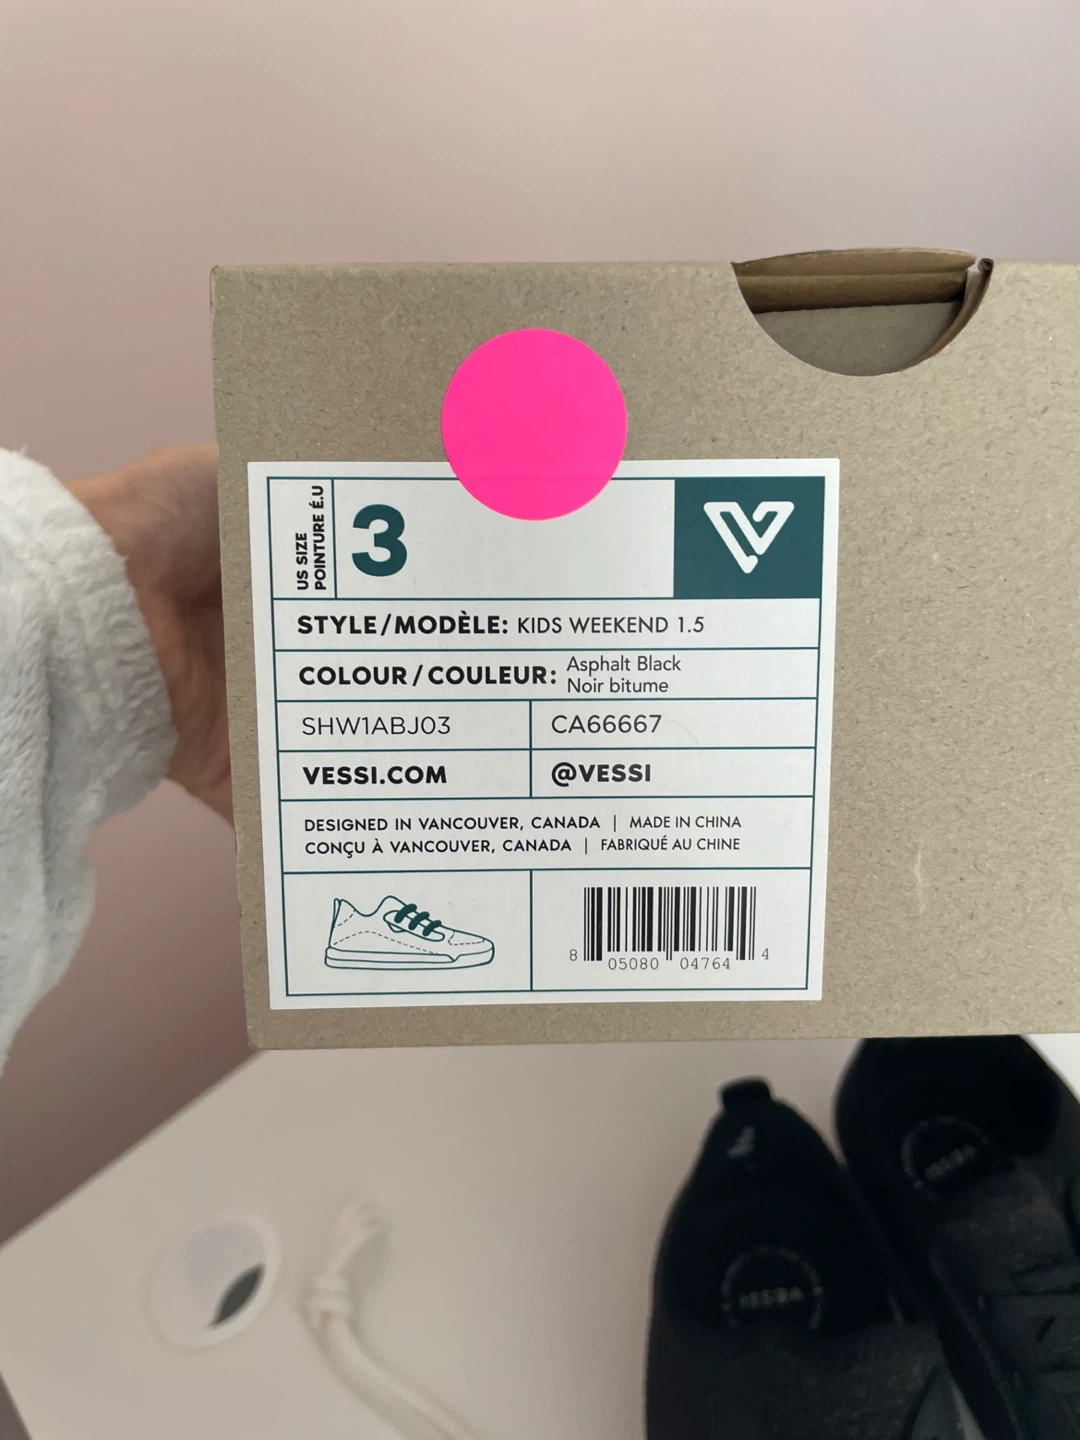 US SIZE
POINTURE É.U
3
STYLE/MODÈLE: KIDS WEEKEND 1.5
COLOUR/COULEUR: Asphalt Black
Noir bitume
SHW1ABJ03 CA66667
VESSI.COM @VESSI
DESIGNED IN VANCOUVER, CANADA | MADE IN CHINA
CONÇU À VANCOUVER, CANADA | FABRIQUÉ AU CHINE
8 05080 04764 4
VESSI
VESSI